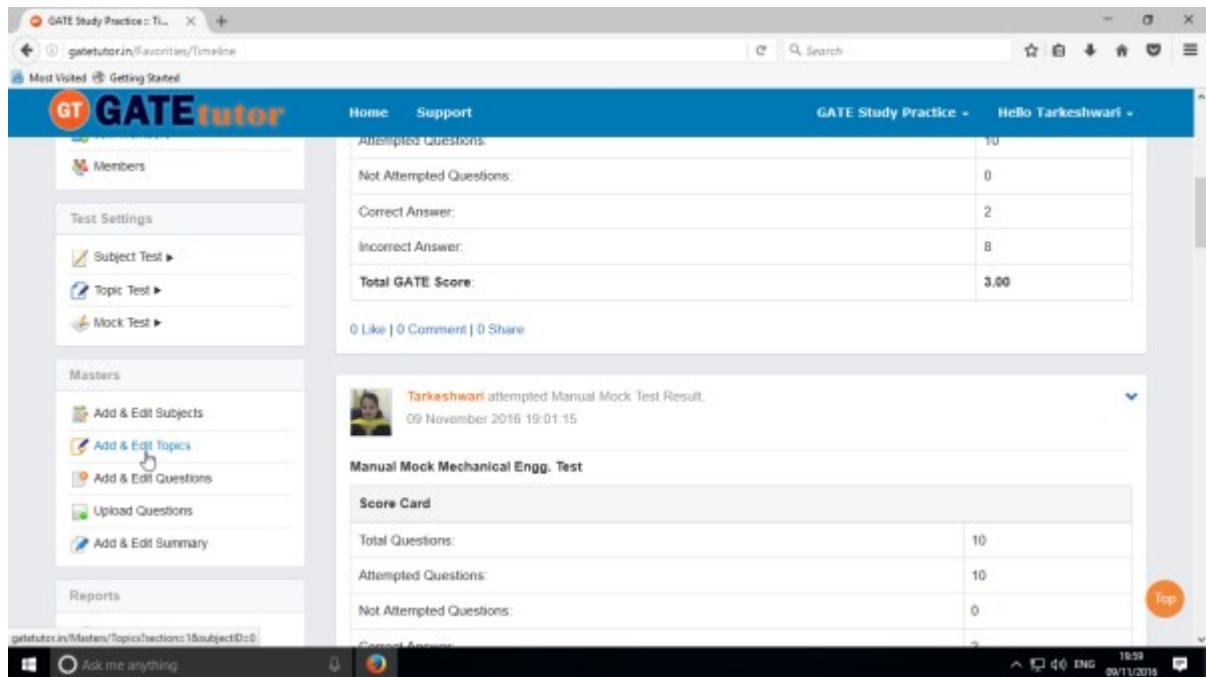 GATE Study Practice :: Ti...
gatetutor.in/Favorities/Timeline
Search
Most Visited Getting Started
GT GATEtutor Home Support GATE Study Practice Hello Tarkeshwari
Members
Test Settings
Subject Test
Topic Test
Mock Test
Masters
Add & Edit Subjects
Add & Edit Topics
Add & Edit Questions
Upload Questions
Add & Edit Summary
Reports
Attempted Questions: 10
Not Attempted Questions: 0
Correct Answer: 2
Incorrect Answer: 8
Total GATE Score: 3.00
0 Like | 0 Comment | 0 Share
Tarkeshwari attempted Manual Mock Test Result.
09 November 2016 19:01:15
Manual Mock Mechanical Engg. Test
Score Card
Total Questions: 10
Attempted Questions: 10
Not Attempted Questions: 0
Correct Answer:
Top
gatetutor.in/Masters/Topics?section=1&subjectID=0
Ask me anything
ENG
19:59
09/11/2016